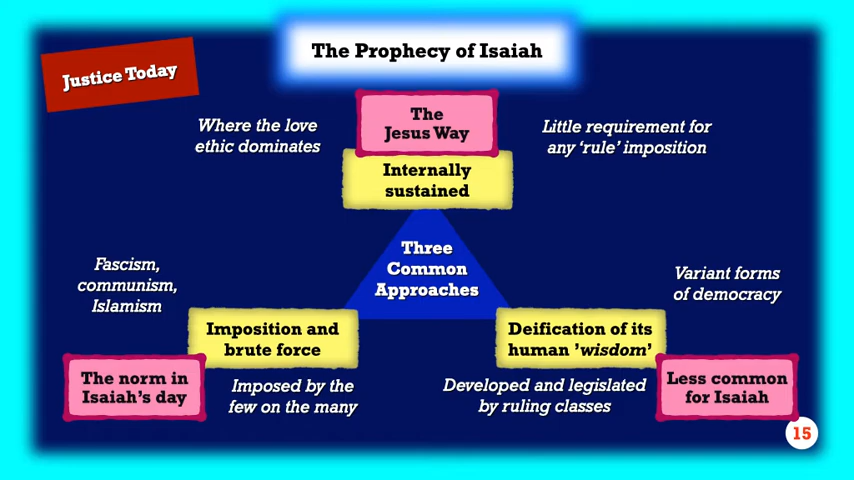 The Prophecy of Isaiah
Justice Today
Where the love
ethic dominates
The
Jesus Way
Little requirement for
any ‘rule’ imposition
Internally
sustained
Three
Common
Approaches
Fascism,
communism,
Islamism
Variant forms
of democracy
Imposition and
brute force
Deification of its
human ’wisdom’
The norm in
Isaiah’s day
Imposed by the
few on the many
Developed and legislated
by ruling classes
Less common
for Isaiah
15